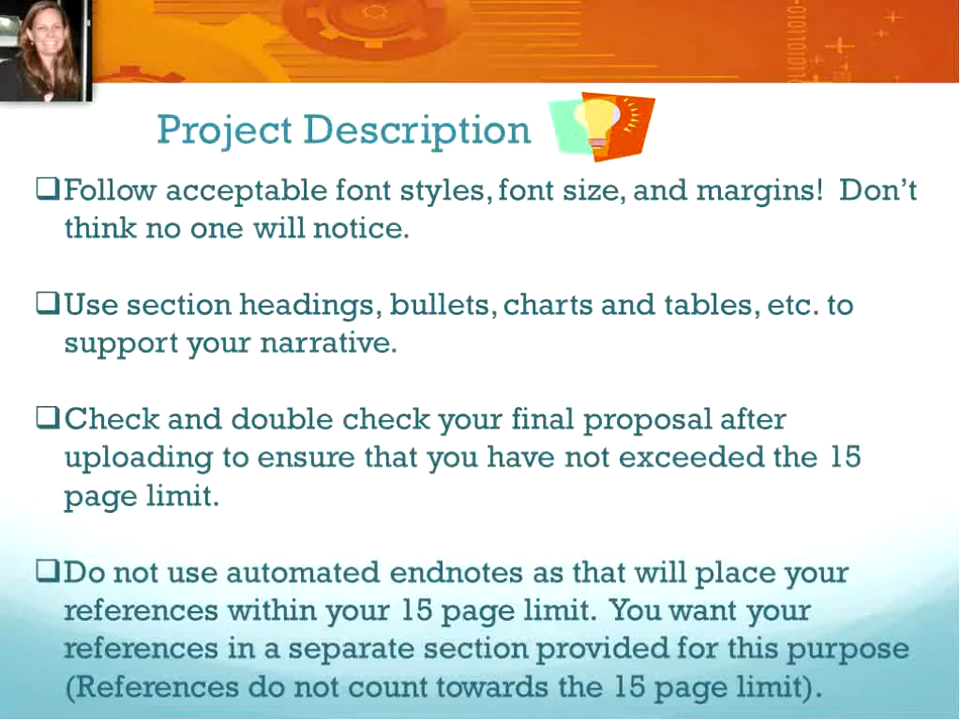 Project Description
❑Follow acceptable font styles, font size, and margins! Don’t
think no one will notice.
❑Use section headings, bullets, charts and tables, etc. to
support your narrative.
❑Check and double check your final proposal after
uploading to ensure that you have not exceeded the 15
page limit.
❑Do not use automated endnotes as that will place your
references within your 15 page limit. You want your
references in a separate section provided for this purpose
(References do not count towards the 15 page limit).